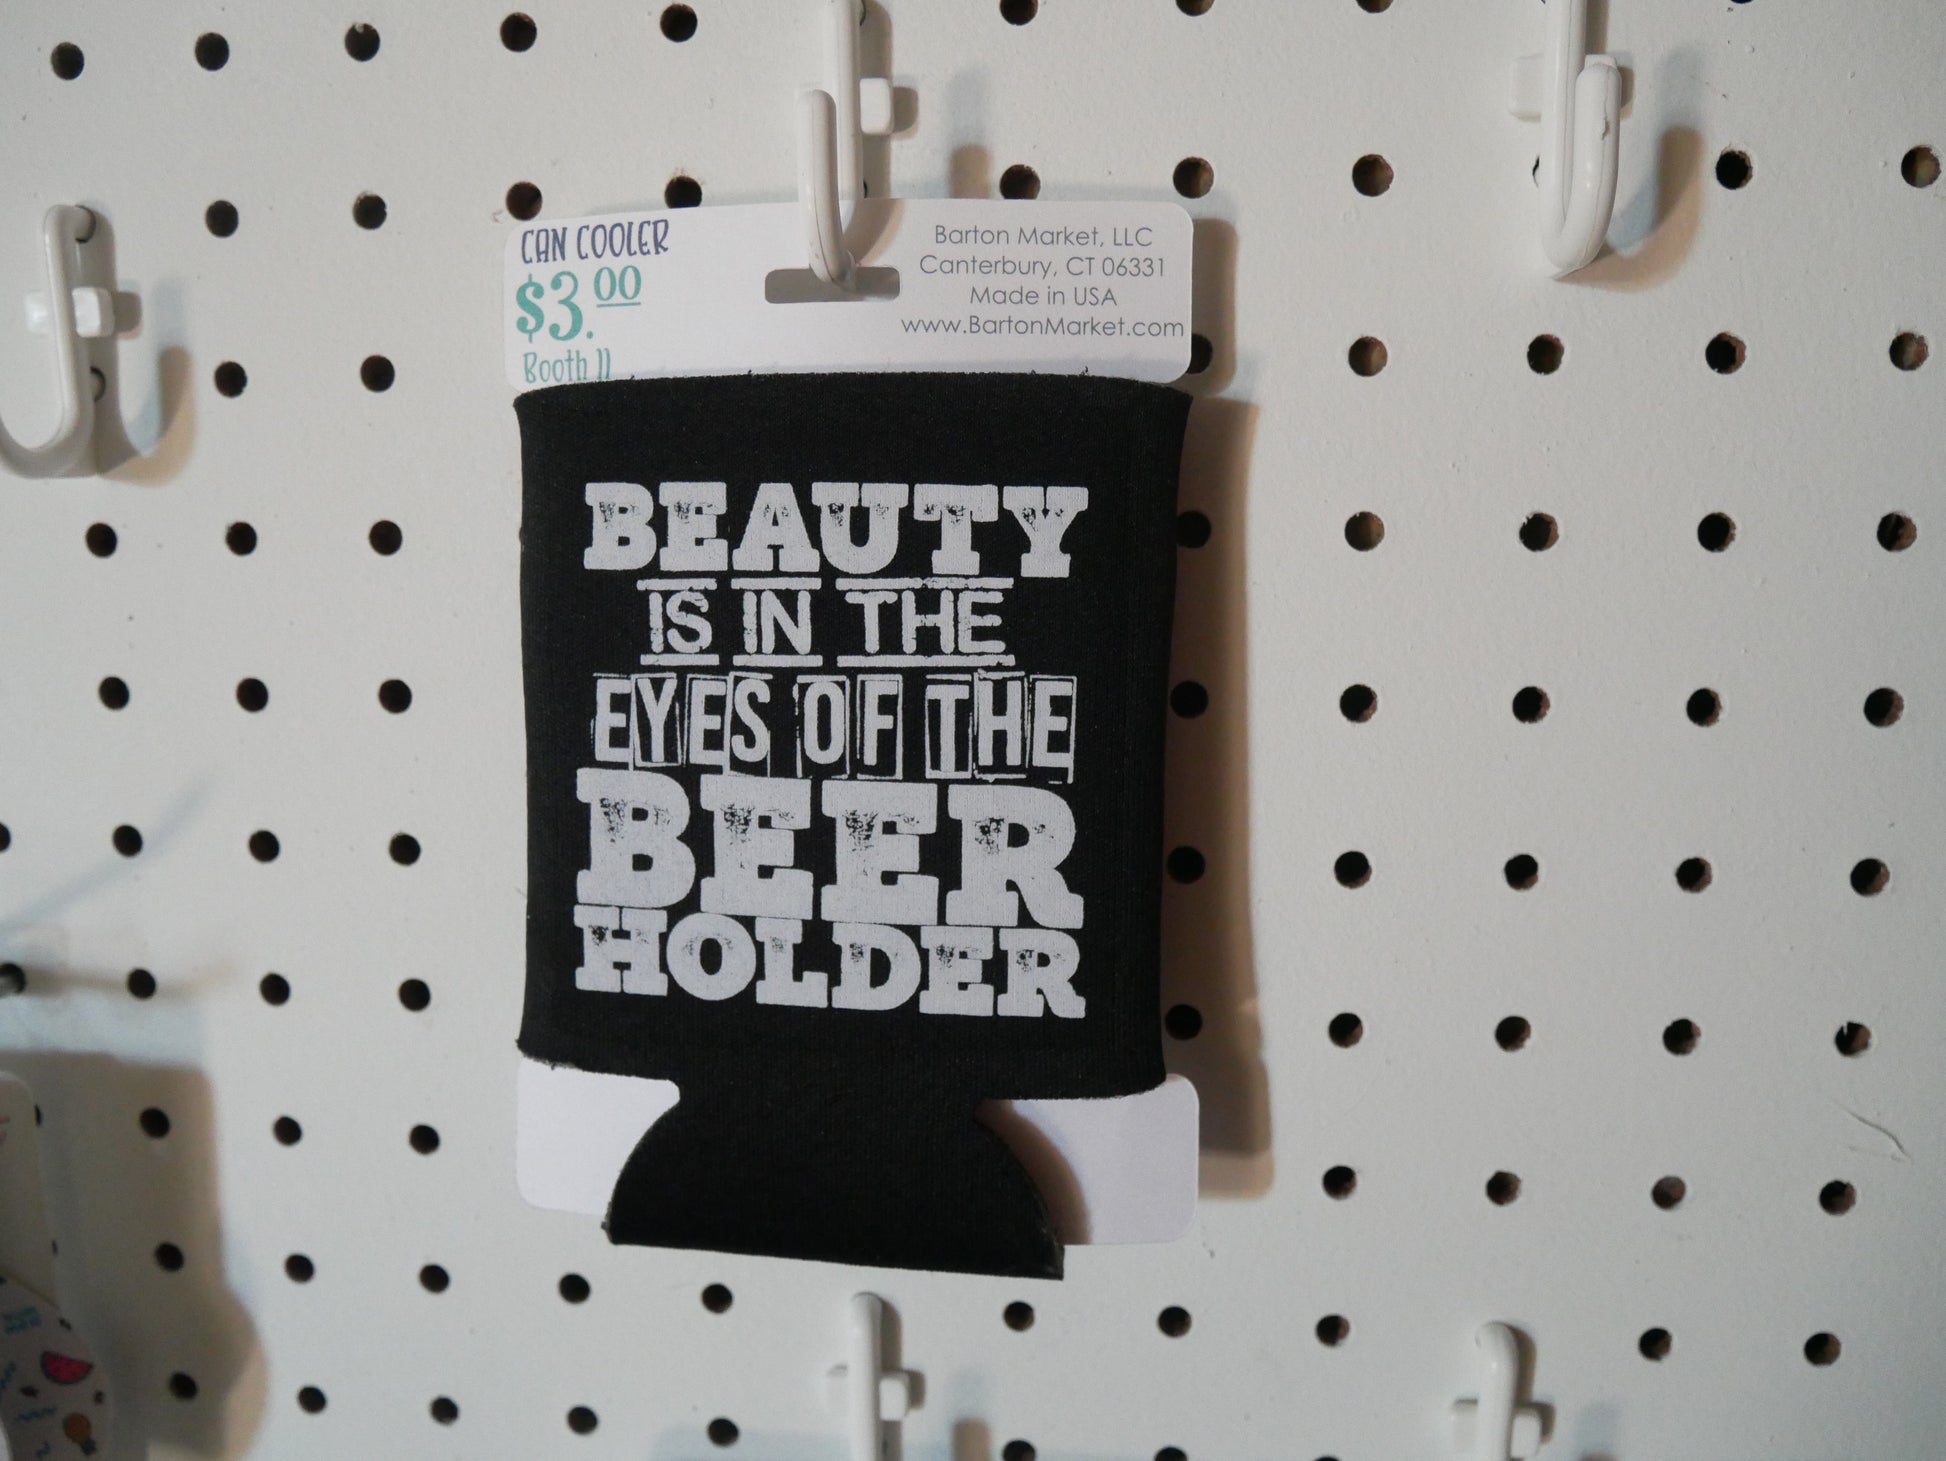 CAN COOLER
$3.00
Booth 11
Barton Market, LLC
Canterbury, CT 06331
Made in USA
www.BartonMarket.com
BEAUTY
IS IN THE
EYES OF THE
BEER
HOLDER